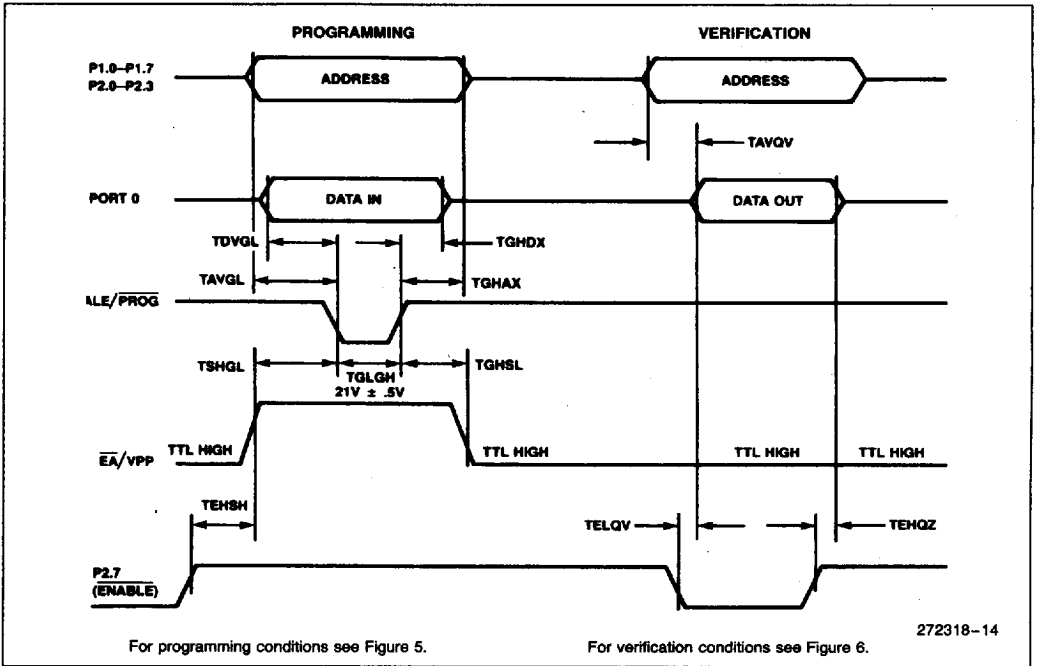 PROGRAMMING VERIFICATION
P1.0–P1.7
P2.0–P2.3
ADDRESS ADDRESS
TAVQV
PORT 0 DATA IN DATA OUT
TDVGL TGHDX
TAVGL TGHAX
ALE/PROG
TSHGL TGLGH TGHSL
21V ± .5V
EA/VPP TTL HIGH TTL HIGH TTL HIGH TTL HIGH
TEHSH TELQV TEHQZ
P2.7
(ENABLE)
272318–14
For programming conditions see Figure 5. For verification conditions see Figure 6.